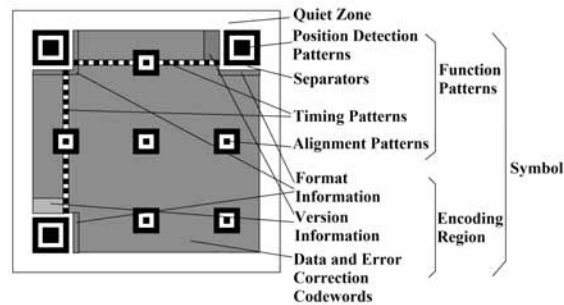 Quiet Zone
Position Detection
Patterns
Separators
Timing Patterns
Alignment Patterns
Format
Information
Version
Information
Data and Error
Correction
Codewords
Function
Patterns
Encoding
Region
Symbol